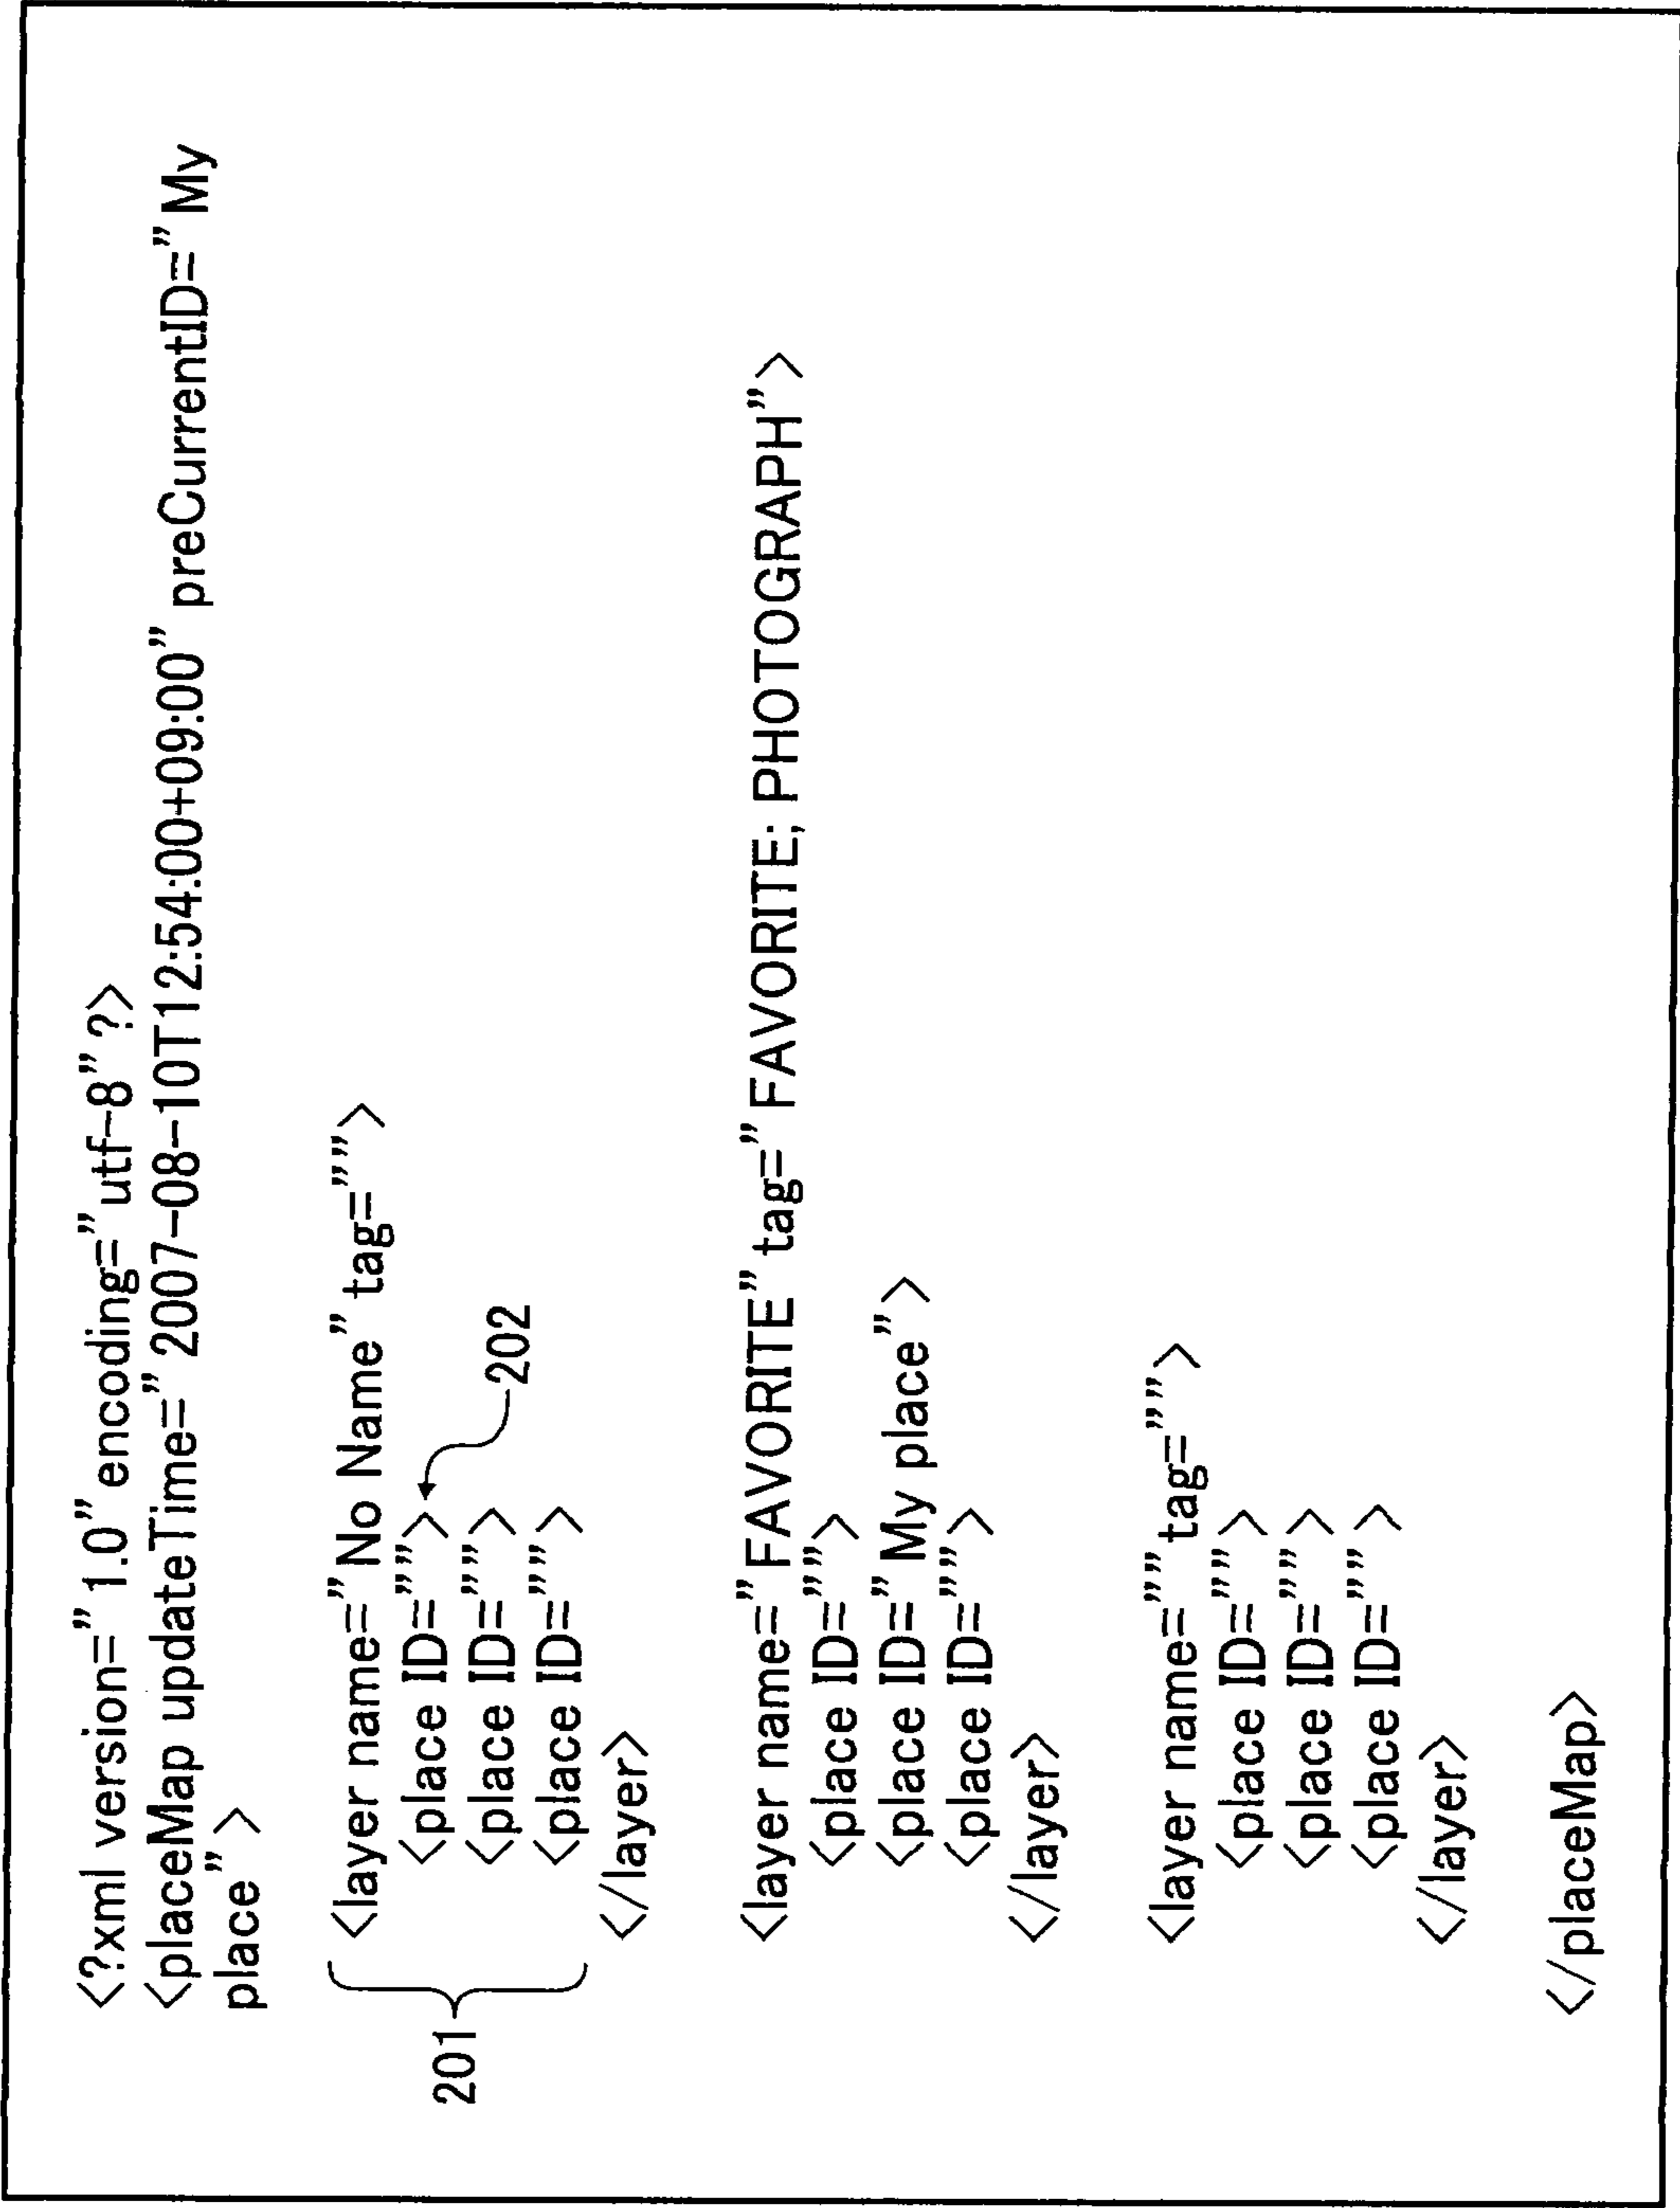 <?xml version="1.0" encoding="utf-8" ?>
<placeMap updateTime="2007-08-10T12:54:00+09:00" preCurrentID="My
place">
201
<layer name="No Name" tag="">
<place ID="">
202
<place ID="">
<place ID="">
</layer>
<layer name="FAVORITE" tag="FAVORITE; PHOTOGRAPH">
<place ID="">
<place ID="My place">
<place ID="">
</layer>
<layer name="" tag="">
<place ID="">
<place ID="">
<place ID="">
</layer>
</placeMap>